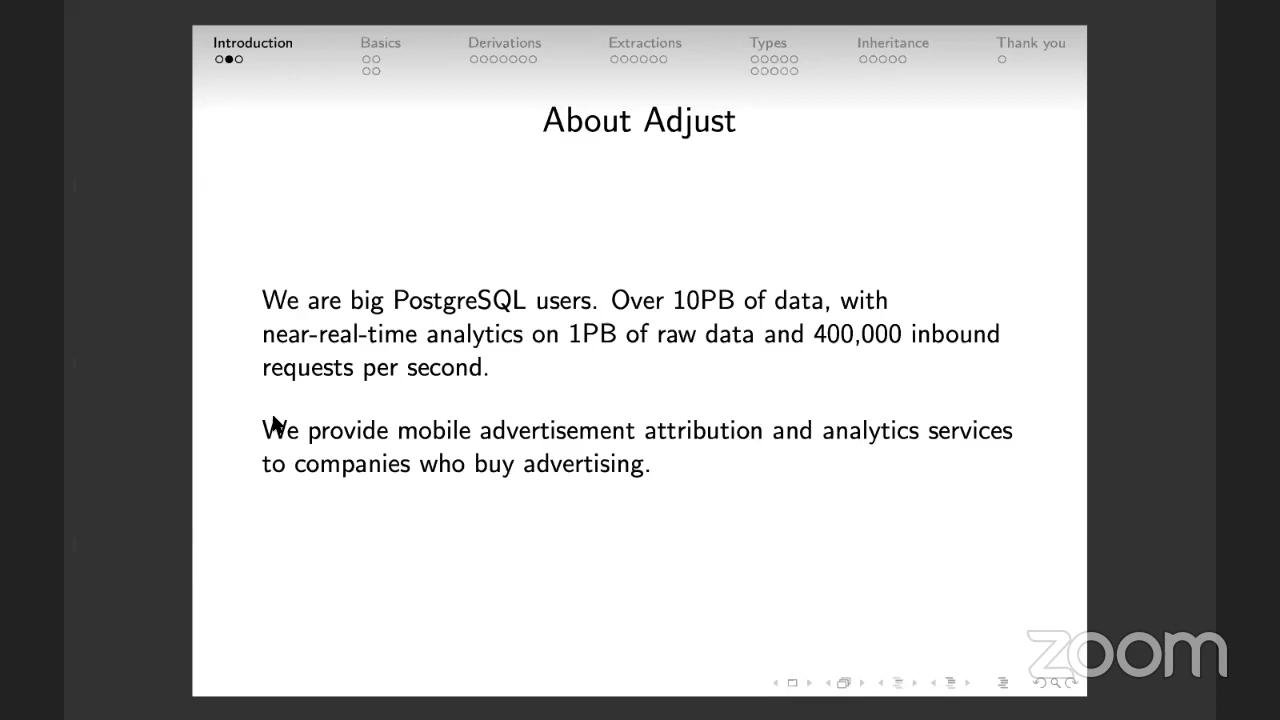 Introduction Basics Derivations Extractions Types Inheritance Thank you
About Adjust
We are big PostgreSQL users. Over 10PB of data, with
near-real-time analytics on 1PB of raw data and 400,000 inbound
requests per second.
We provide mobile advertisement attribution and analytics services
to companies who buy advertising.
zoom